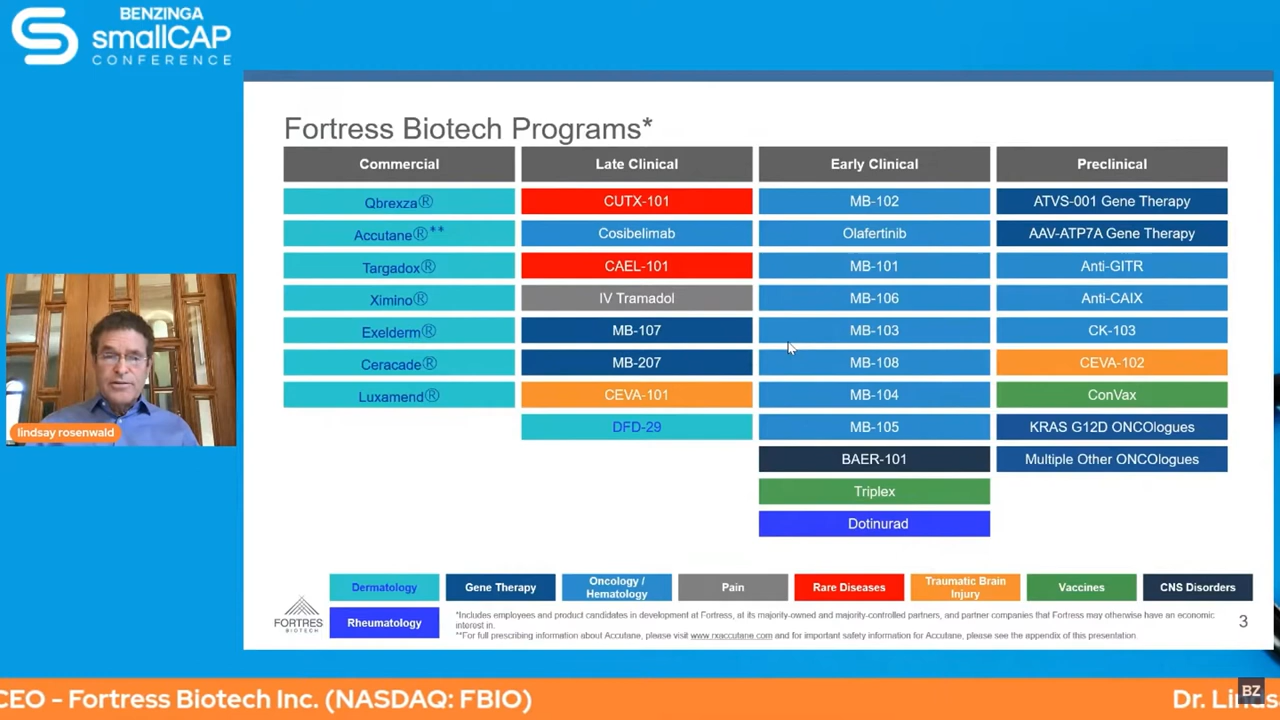 BENZINGA
smallCAP
CONFERENCE
Fortress Biotech Programs*
Commercial
Late Clinical
Early Clinical
Preclinical
Qbrexza®
CUTX-101
MB-102
ATVS-001 Gene Therapy
Accutane®**
Cosibelimab
Olafertinib
AAV-ATP7A Gene Therapy
Targadox®
CAEL-101
MB-101
Anti-GITR
Ximino®
IV Tramadol
MB-106
Anti-CAIX
Exelderm®
MB-107
MB-103
CK-103
Ceracade®
MB-207
MB-108
CEVA-102
Luxamend®
CEVA-101
MB-104
ConVax
DFD-29
MB-105
KRAS G12D ONCOlogues
BAER-101
Multiple Other ONCOlogues
Triplex
Dotinurad
Dermatology
Gene Therapy
Oncology /
Hematology
Pain
Rare Diseases
Traumatic Brain
Injury
Vaccines
CNS Disorders
Rheumatology
FORTRES
BIOTECH
*Includes employees and product candidates in development at Fortress, at its majority-owned and majority-controlled partners, and partner companies that Fortress may otherwise have an economic
interest in.
**For full prescribing information about Accutane, please visit www.rxaccutane.com and for important safety information for Accutane, please see the appendix of this presentation.
3
lindsay rosenwald
CEO - Fortress Biotech Inc. (NASDAQ: FBIO)
Dr. Linds
BZ